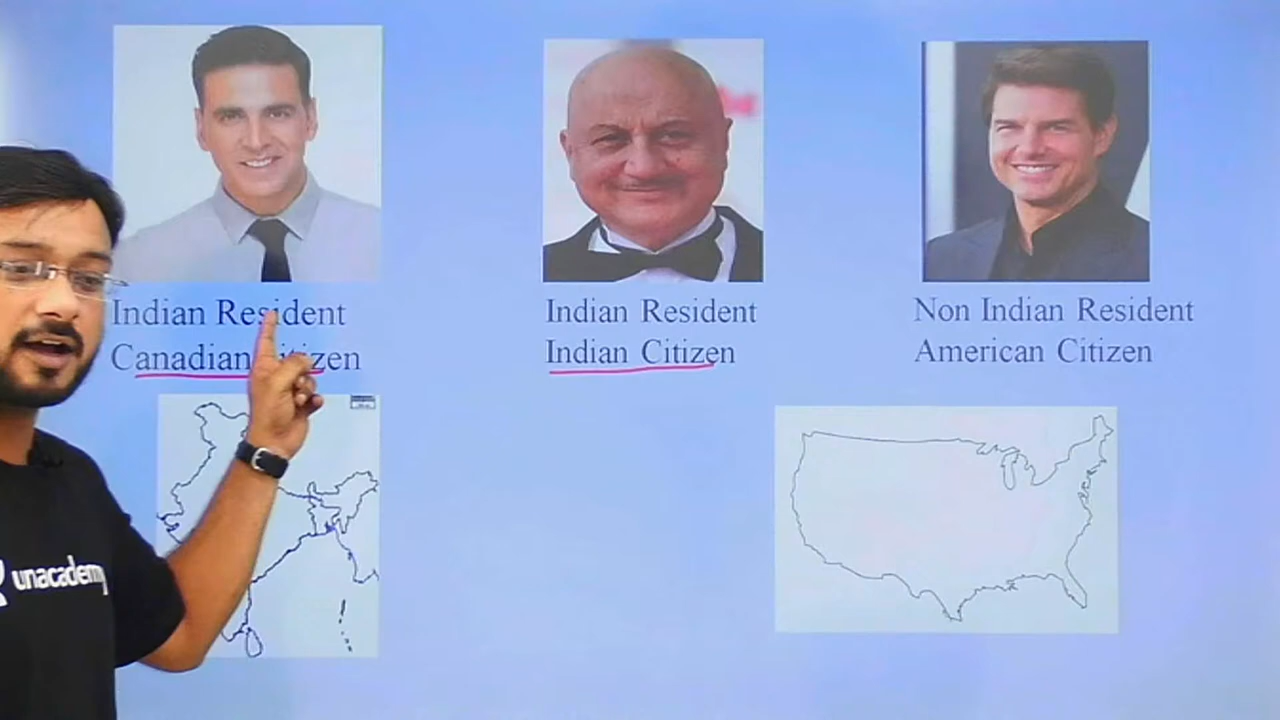 Indian Resident
Canadian Citizen
Indian Resident
Indian Citizen
Non Indian Resident
American Citizen
unacademy